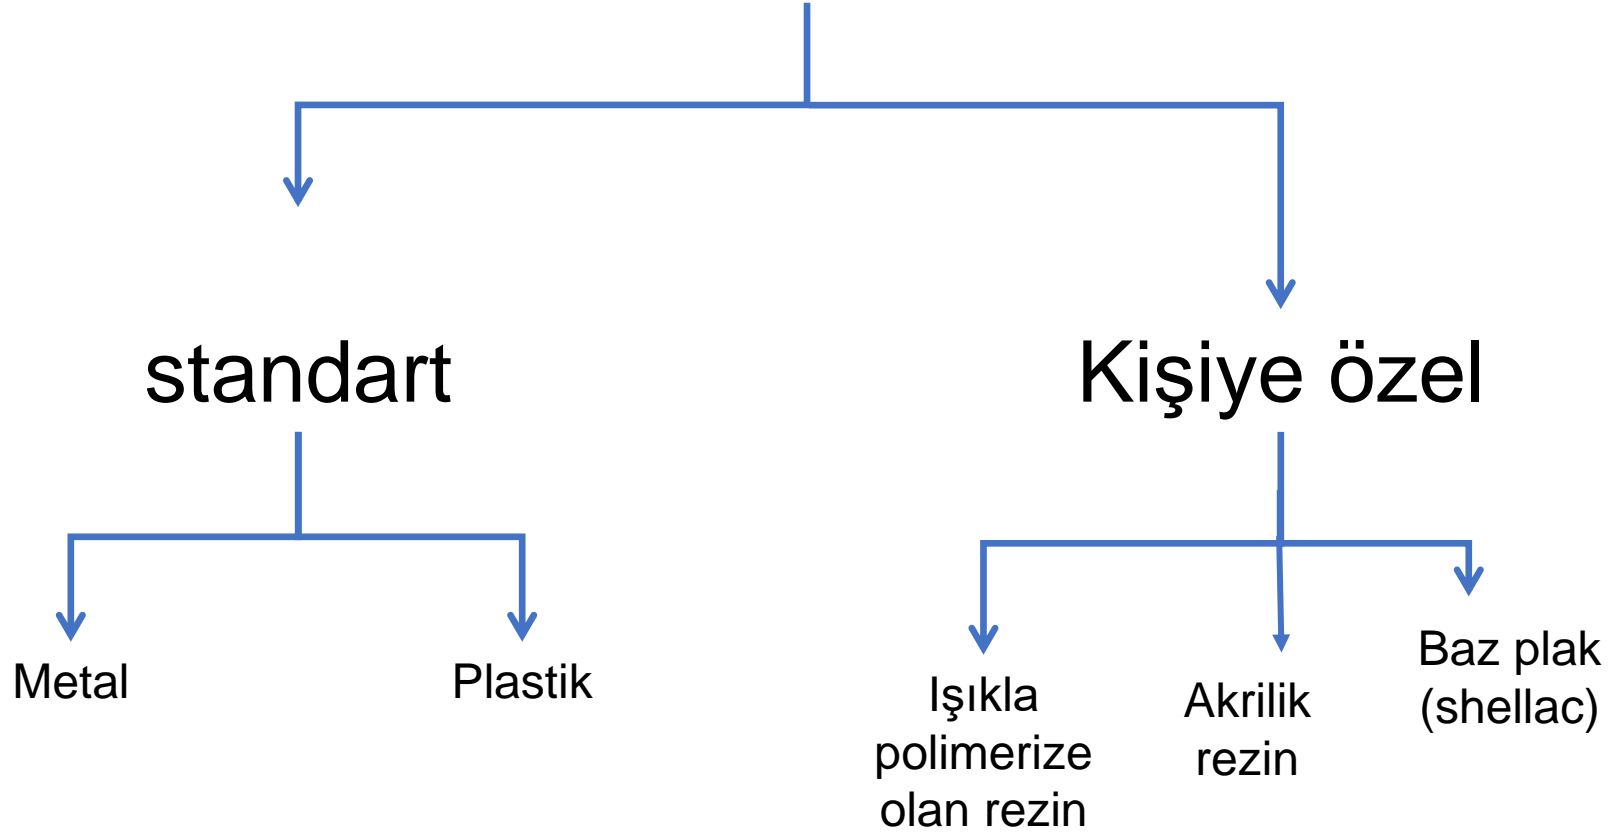 standart
Kişiye özel
Metal
Plastik
Işıkla
polimerize
olan rezin
Akrilik
rezin
Baz plak
(shellac)